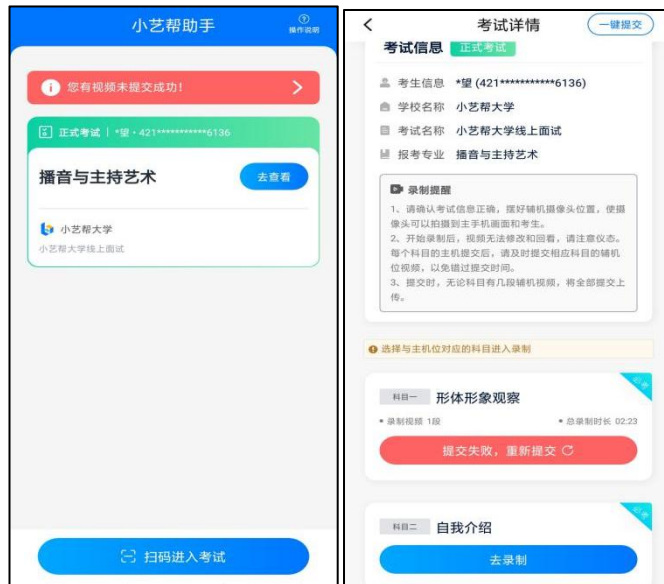 小艺帮助手
操作说明
您有视频未提交成功!
正式考试 | *望・421***********6136
播音与主持艺术
去查看
小艺帮大学
小艺帮大学线上面试
扫码进入考试
考试详情
一键提交
考试信息 正式考试
考生信息 *望 (421***********6136)
学校名称 小艺帮大学
考试名称 小艺帮大学线上面试
报考专业 播音与主持艺术
录制提醒
1、请确认考试信息正确,摆好辅机摄像头位置,使摄
像头可以拍摄到主手机画面和考生。
2、开始录制后,视频无法修改和回看,请注意仪态。
每个科目的主机提交后,请及时提交相应科目的辅机
位视频,以免错过提交时间。
3、提交时,无论科目有几段辅机视频,将全部提交上
传。
选择与主机位对应的科目进入录制
必考
科目一 形体形象观察
• 录制视频 1段 • 总录制时长 02:23
提交失败,重新提交
必考
科目二 自我介绍
去录制